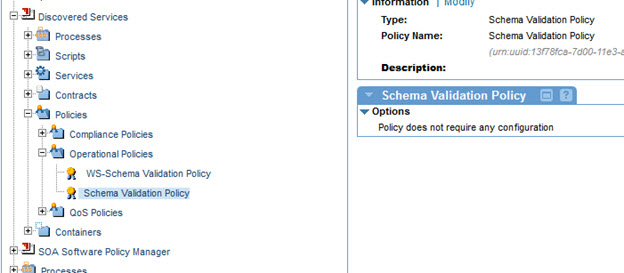 Discovered Services
Processes
Scripts
Services
Contracts
Policies
Compliance Policies
Operational Policies
WS-Schema Validation Policy
Schema Validation Policy
QoS Policies
Containers
SOA Software Policy Manager
Processes
Information | Modify
Type: Schema Validation Policy
Policy Name: Schema Validation Policy
(urn:uuid:13f78fca-7d00-11e3-a
Description:
Schema Validation Policy
Options
Policy does not require any configuration